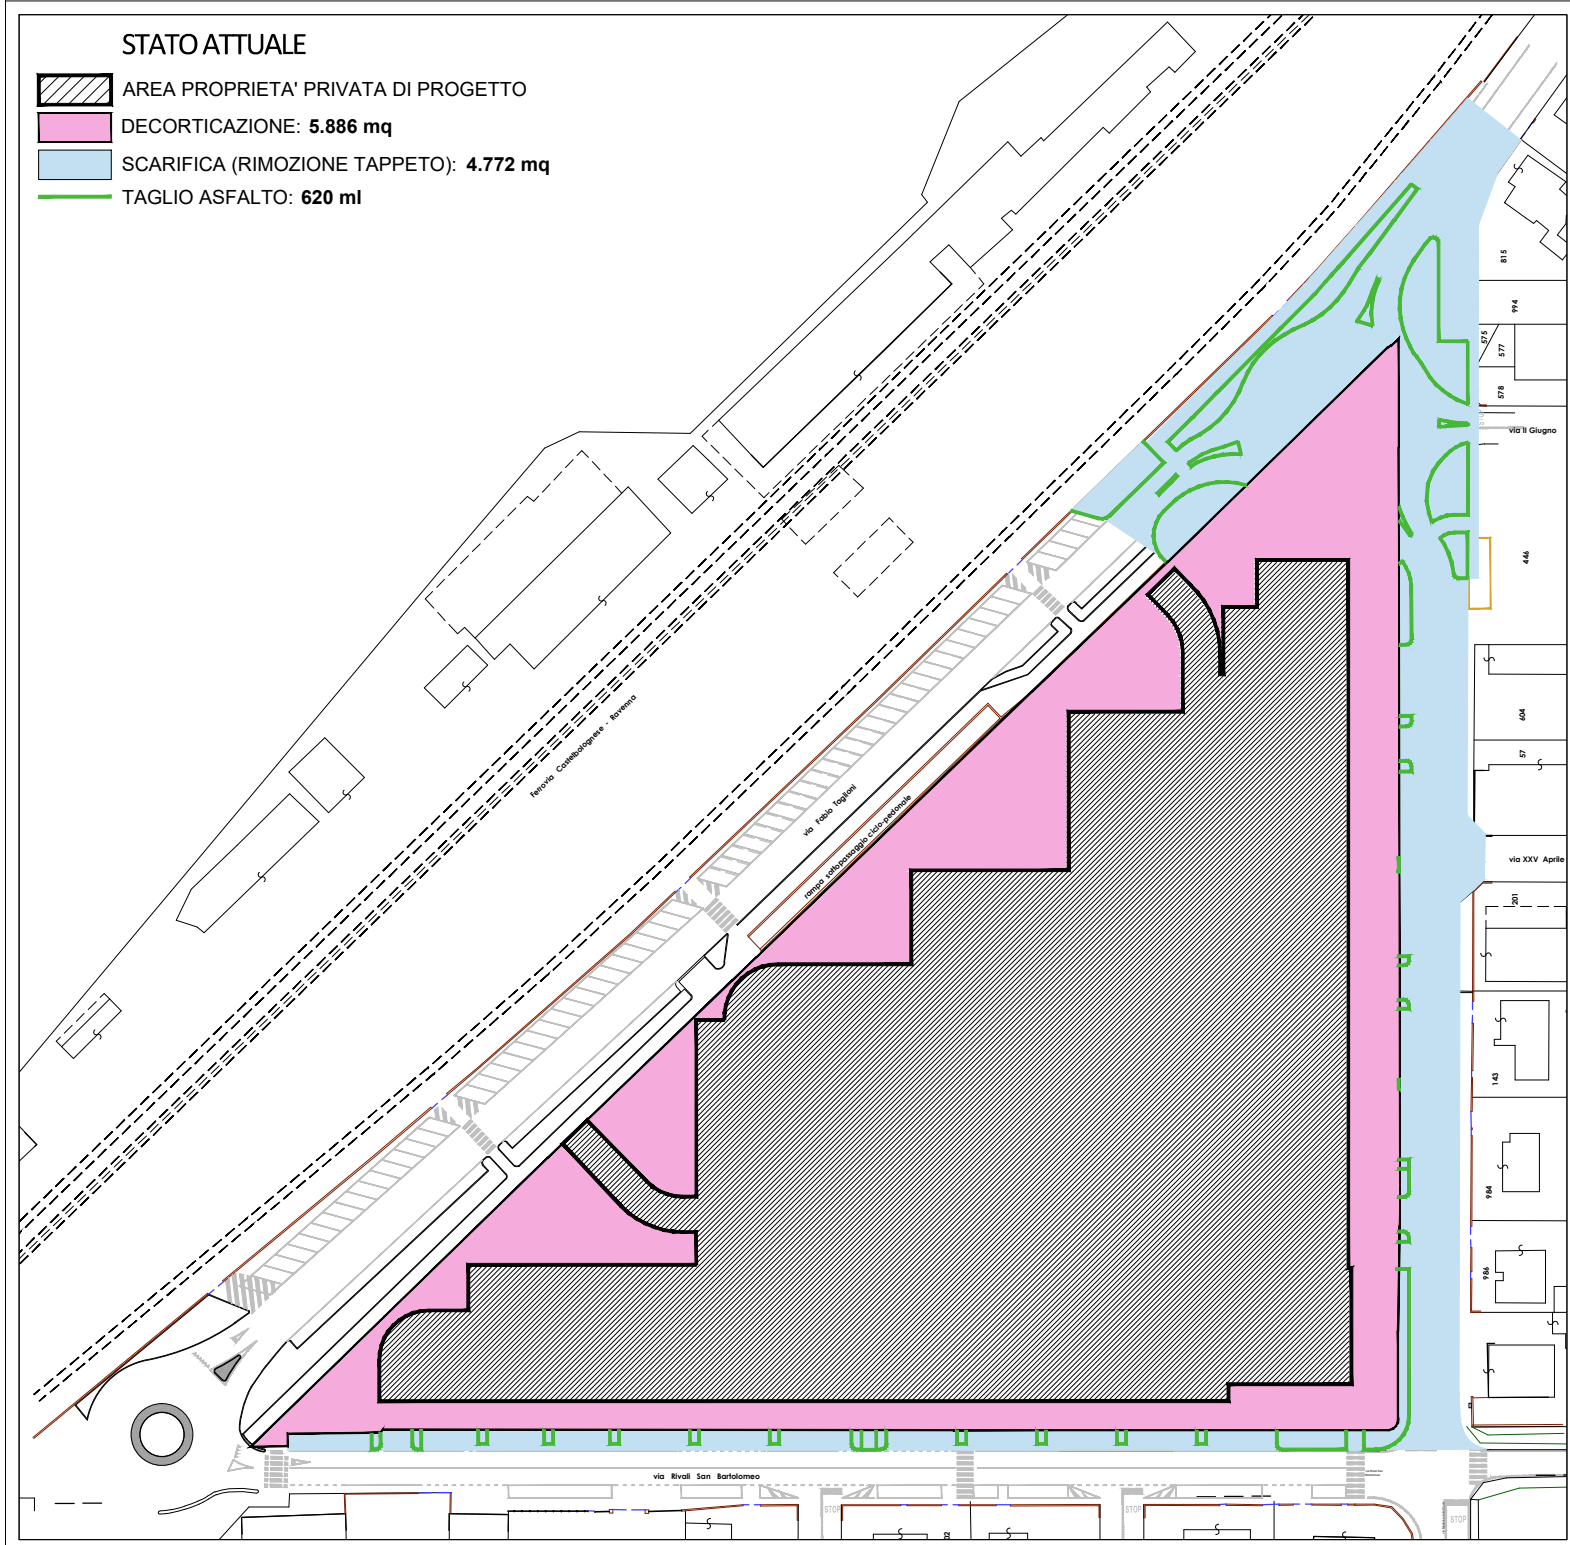 STATO ATTUALE
AREA PROPRIETA' PRIVATA DI PROGETTO
DECORTICAZIONE: 5.886 mq
SCARIFICA (RIMOZIONE TAPPETO): 4.772 mq
TAGLIO ASFALTO: 620 ml
815
994
575
577
578
STOP
via II Giugno
446
604
57
via XXV Aprile
201
143
984
986
ferrovia Castelbolognese - Ravenna
via Fabio Taglioni
rampa sottopassaggio ciclo-pedonale
via Rivali San Bartolomeo
STOP
STOP
STOP
02